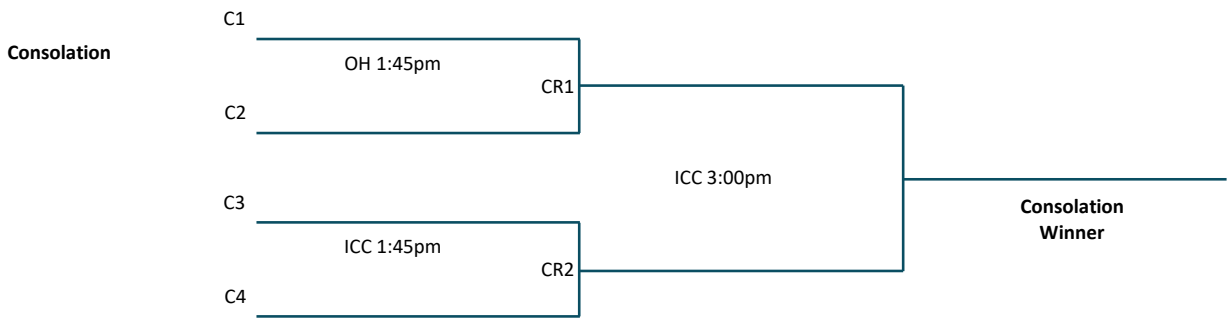 C1
Consolation
OH 1:45pm
CR1
C2
ICC 3:00pm
C3
Consolation
Winner
ICC 1:45pm
CR2
C4